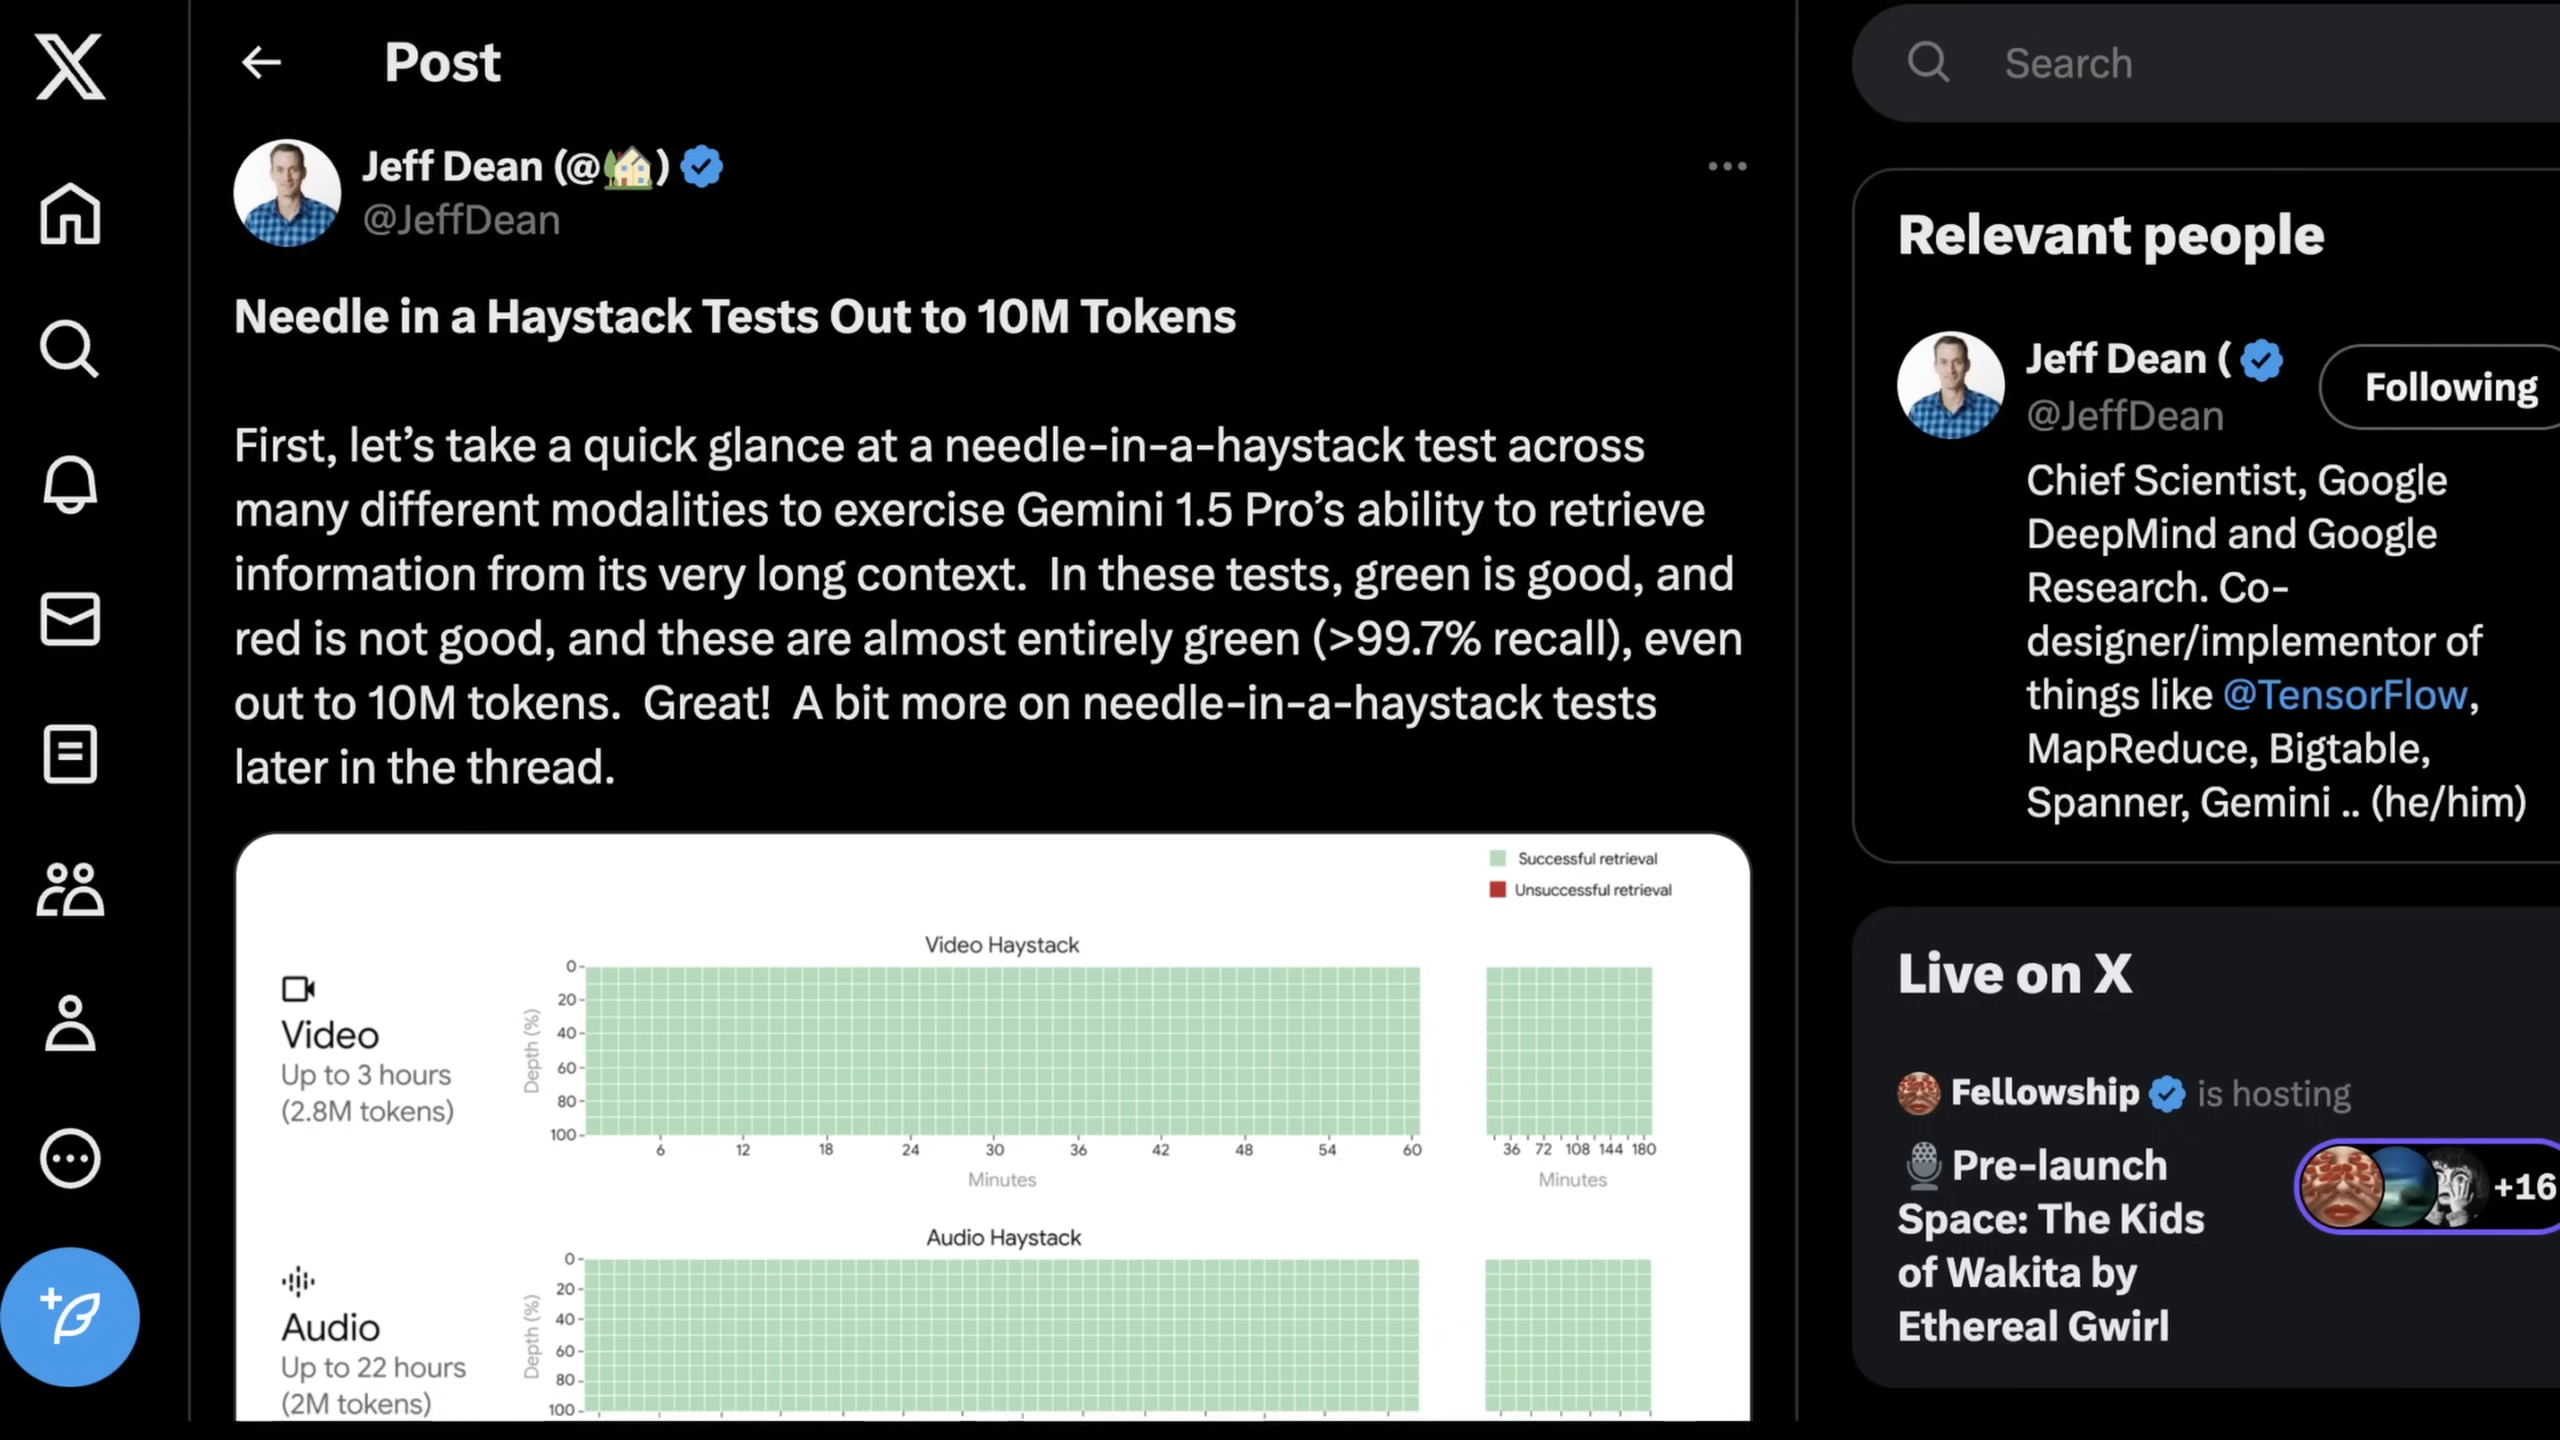 Post
Jeff Dean (@🏡)
@JeffDean
Needle in a Haystack Tests Out to 10M Tokens
First, let’s take a quick glance at a needle-in-a-haystack test across
many different modalities to exercise Gemini 1.5 Pro’s ability to retrieve
information from its very long context.  In these tests, green is good, and
red is not good, and these are almost entirely green (>99.7% recall), even
out to 10M tokens.  Great!  A bit more on needle-in-a-haystack tests
later in the thread.
Successful retrieval
Unsuccessful retrieval
Video Haystack
Video
Up to 3 hours
(2.8M tokens)
Depth (%)
0
20
40
60
80
100
6 12 18 24 30 36 42 48 54 60
Minutes
36 72 108 144 180
Minutes
Audio Haystack
Audio
Up to 22 hours
(2M tokens)
Depth (%)
0
20
40
60
80
100
Search
Relevant people
Jeff Dean (
@JeffDean
Following
Chief Scientist, Google
DeepMind and Google
Research. Co-
designer/implementor of
things like @TensorFlow,
MapReduce, Bigtable,
Spanner, Gemini .. (he/him)
Live on X
Fellowship is hosting
Pre-launch
Space: The Kids
of Wakita by
Ethereal Gwirl
+16